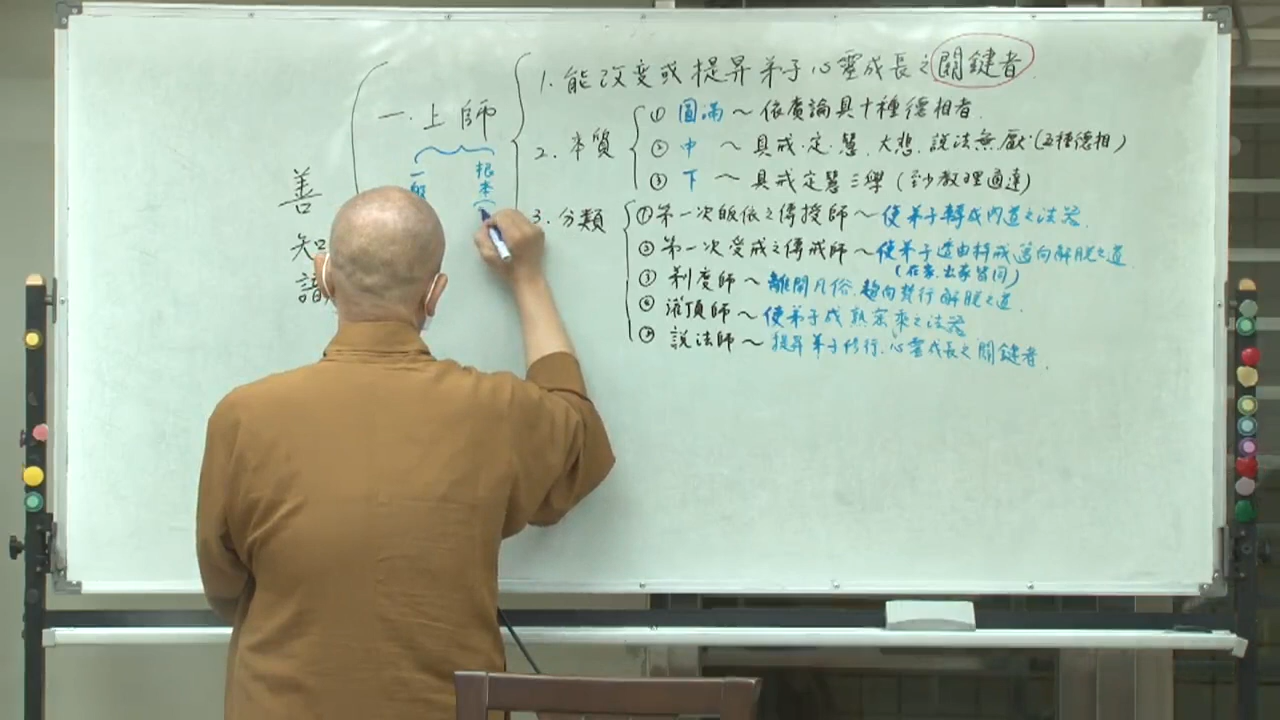 善知識
一. 上師
一般
根本(
1. 能改变或提昇弟子心靈成長之關鍵者.
2. 本質
① 圓滿～依廣論具十種德相者.
② 中 ～具戒.定.慧.大悲.說法無厭.(五種德相)
③ 下 ～具戒定慧三學(至少教理通達)
3. 分類
①第一次皈依之傳授師～使弟子轉成內道之法器.
②第一次受戒之傳戒師～使弟子透由持戒邁向解脫之道.
(在家.出家皆同)
③ 剃度師～離開凡俗.趨向梵行解脫之道.
④ 灌頂師～使弟子成熟密乘之法器
⑤ 說法師～提昇弟子修行.心靈成長之關鍵者.